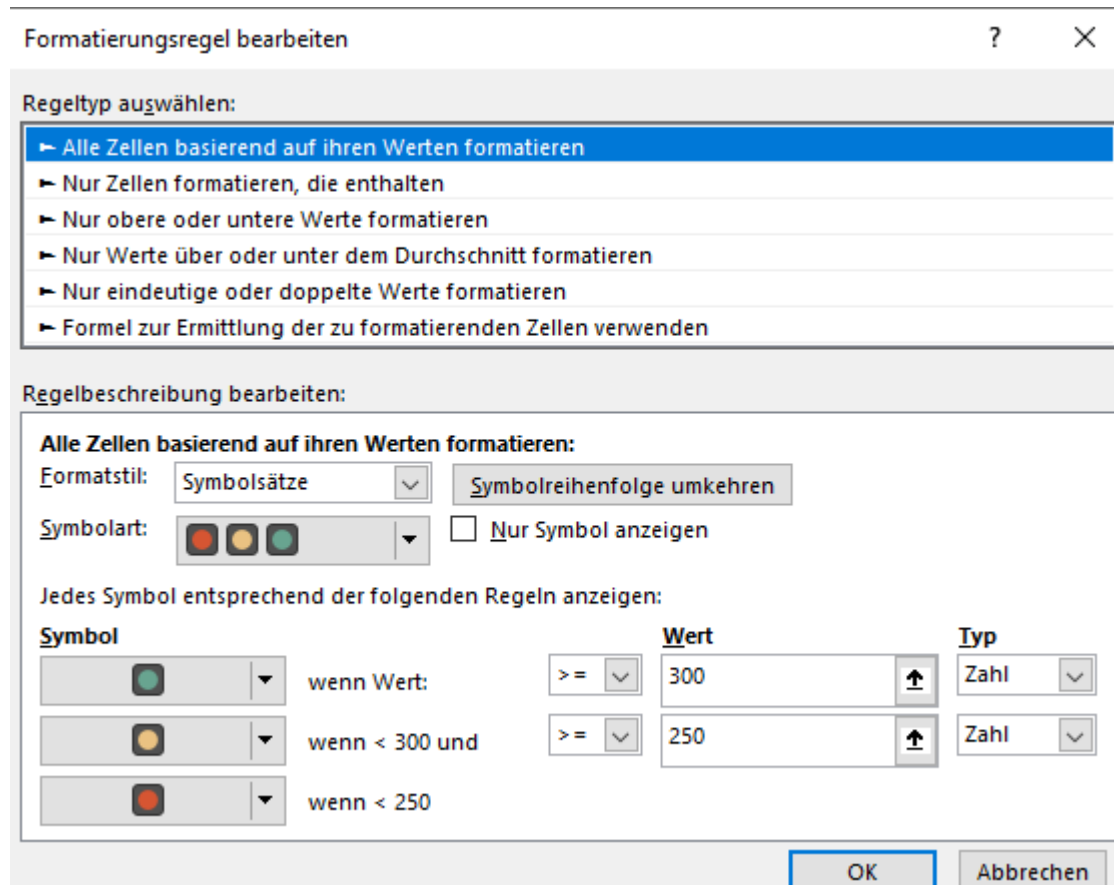 Formatierungsregel bearbeiten ? ×
Regeltyp auswählen:
► Alle Zellen basierend auf ihren Werten formatieren
► Nur Zellen formatieren, die enthalten
► Nur obere oder untere Werte formatieren
► Nur Werte über oder unter dem Durchschnitt formatieren
► Nur eindeutige oder doppelte Werte formatieren
► Formel zur Ermittlung der zu formatierenden Zellen verwenden
Regelbeschreibung bearbeiten:
Alle Zellen basierend auf ihren Werten formatieren:
Formatstil: Symbolsätze Symbolreihenfolge umkehren
Symbolart: Nur Symbol anzeigen
Jedes Symbol entsprechend der folgenden Regeln anzeigen:
Symbol Wert Typ
wenn Wert: >= 300 Zahl
wenn < 300 und >= 250 Zahl
wenn < 250
OK Abbrechen